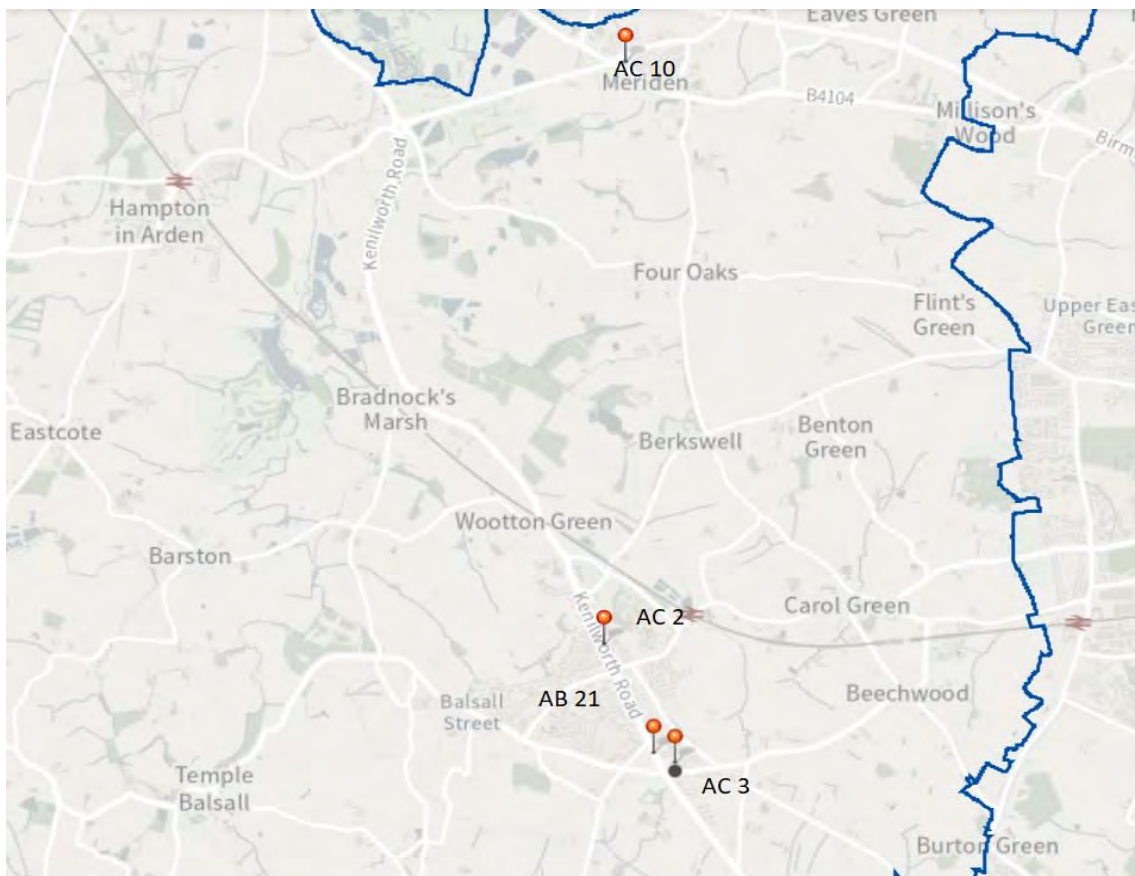 Eaves Green
AC 10
Meriden
B4104
Millison's
Wood
Birm
Kenilworth Road
Hampton
in Arden
Four Oaks
Flint's
Green
Upper Eas
Green
Bradnock's
Marsh
Eastcote
Berkswell
Benton
Green
Wootton Green
Barston
Kenilworth Road
AC 2
Carol Green
AB 21
Balsall
Street
Beechwood
Temple
Balsall
AC 3
Burton Green